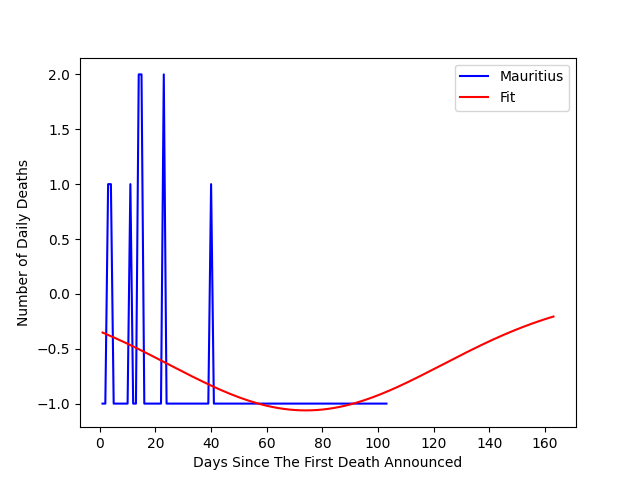 Mauritius
Fit
Number of Daily Deaths
2.0
1.5
1.0
0.5
0.0
−0.5
−1.0
0 20 40 60 80 100 120 140 160
Days Since The First Death Announced